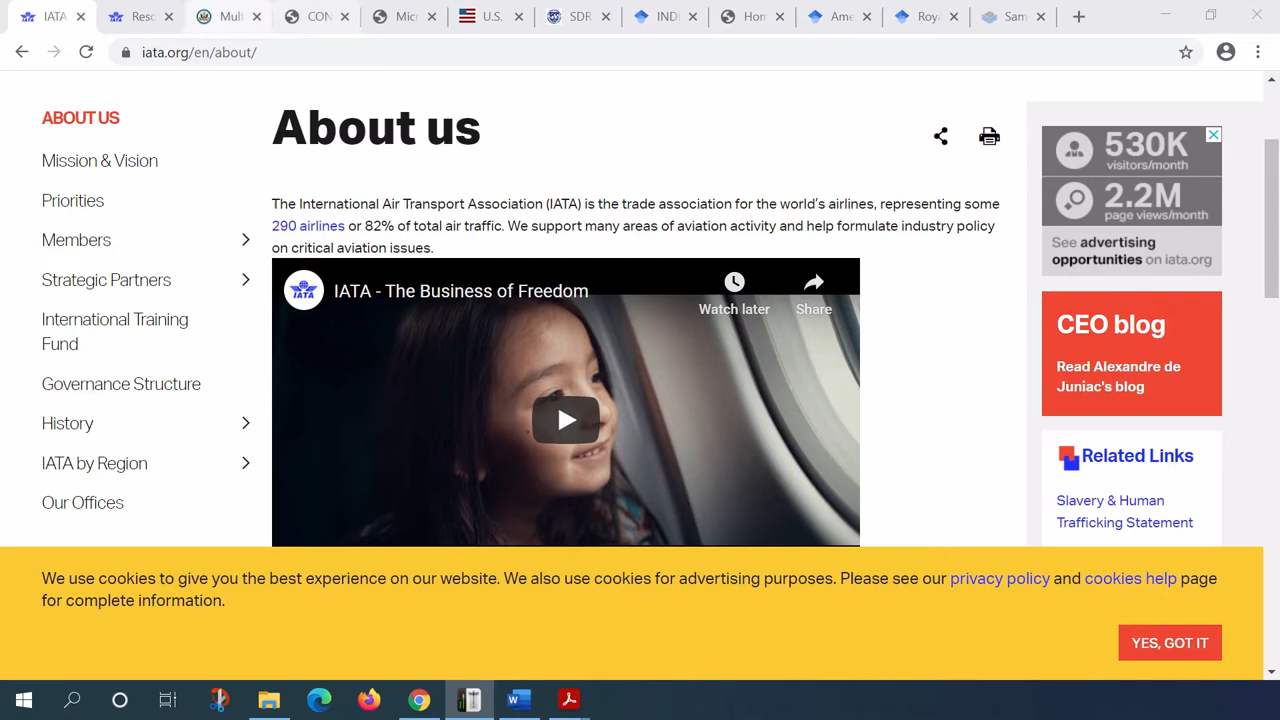 IATA
Reso
Mult
CON
Micr
U.S.
SDR
INDI
Hon
Ame
Roya
Sam
iata.org/en/about/
ABOUT US
Mission & Vision
Priorities
Members
Strategic Partners
International Training
Fund
Governance Structure
History
IATA by Region
Our Offices
About us
The International Air Transport Association (IATA) is the trade association for the world's airlines, representing some
290 airlines or 82% of total air traffic. We support many areas of aviation activity and help formulate industry policy
on critical aviation issues.
IATA
IATA - The Business of Freedom
Watch later
Share
530K
visitors/month
2.2M
page views/month
See advertising
opportunities on iata.org
CEO blog
Read Alexandre de
Juniac's blog
Related Links
Slavery & Human
Trafficking Statement
We use cookies to give you the best experience on our website. We also use cookies for advertising purposes. Please see our privacy policy and cookies help page
for complete information.
YES, GOT IT